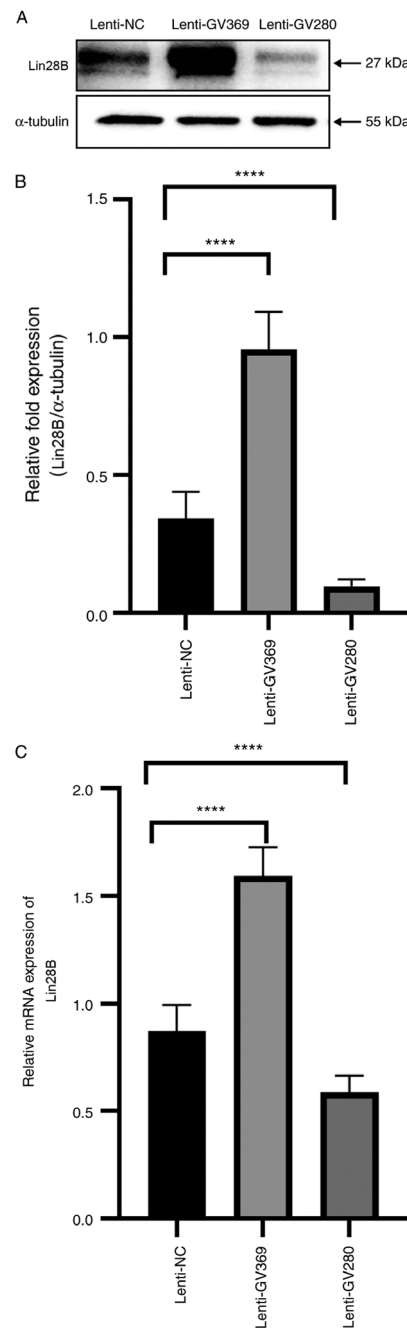 A
Lenti-NC Lenti-GV369 Lenti-GV280
Lin28B
27 kDa
α-tubulin
55 kDa
B
Relative fold expression
(Lin28B/α-tubulin)
1.5
1.0
0.5
0.0
****
****
Lenti-NC
Lenti-GV369
Lenti-GV280
C
Relative mRNA expression of
Lin28B
2.0
1.5
1.0
0.5
0.0
****
****
Lenti-NC
Lenti-GV369
Lenti-GV280